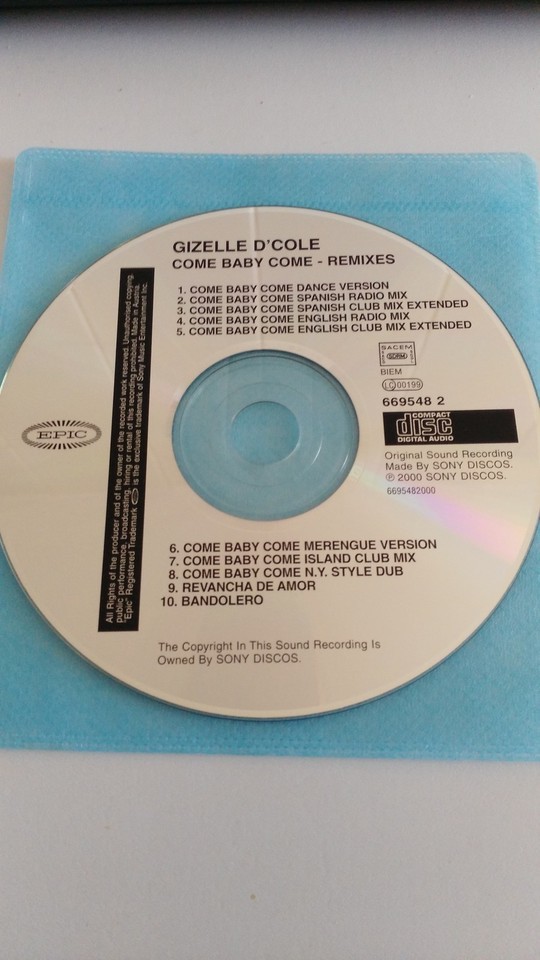 GIZELLE D'COLE
COME BABY COME - REMIXES
1. COME BABY COME DANCE VERSION
2. COME BABY COME SPANISH RADIO MIX
3. COME BABY COME SPANISH CLUB MIX EXTENDED
4. COME BABY COME ENGLISH RADIO MIX
5. COME BABY COME ENGLISH CLUB MIX EXTENDED
SACEM
SDRM
BIEM
LC 00199
669548 2
COMPACT
disc
DIGITAL AUDIO
Original Sound Recording
Made By SONY DISCOS.
℗ 2000 SONY DISCOS.
6695482000
EPIC
All Rights of the producer and of the owner of the recorded work reserved. Unauthorised copying,
public performance, broadcasting, hiring or rental of this recording prohibited. Made in Austria.
"Epic" Registered Trademark. is the exclusive trademark of Sony Music Entertainment Inc.
6. COME BABY COME MERENGUE VERSION
7. COME BABY COME ISLAND CLUB MIX
8. COME BABY COME N.Y. STYLE DUB
9. REVANCHA DE AMOR
10. BANDOLERO
The Copyright In This Sound Recording Is
Owned By SONY DISCOS.